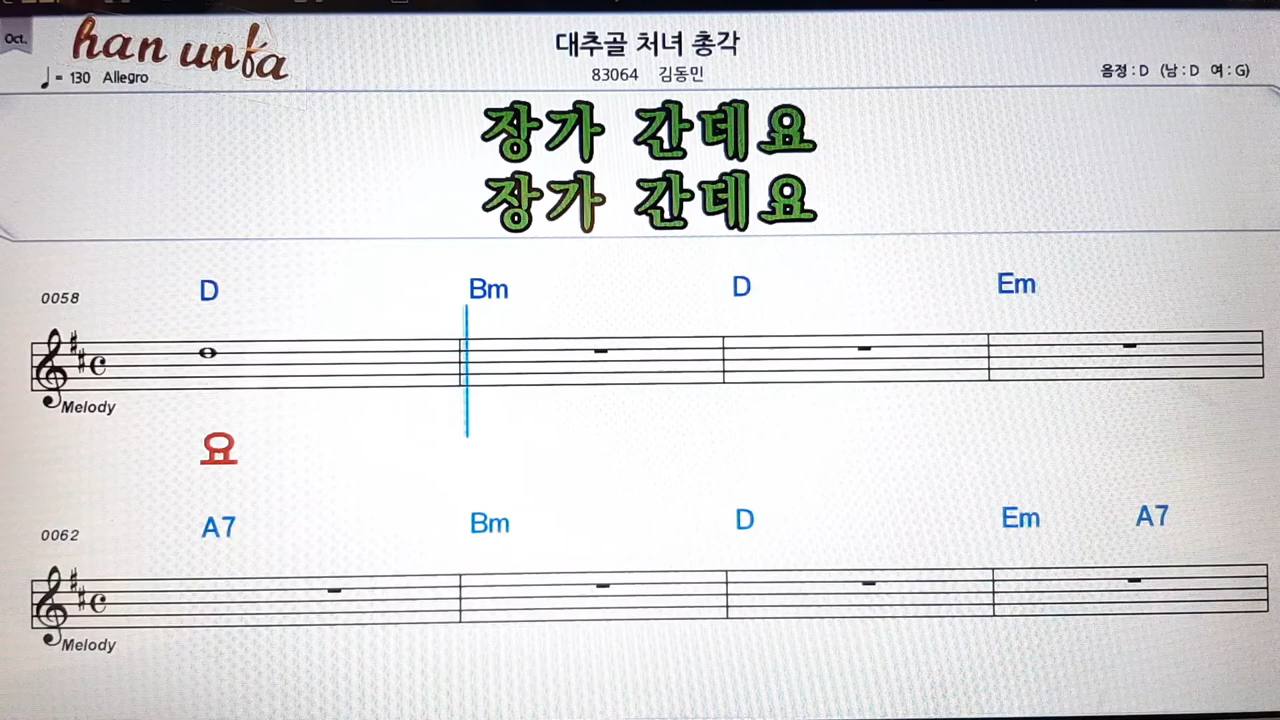 Oct.
han unfa
대추골 처녀 총각
♩ = 130 Allegro
83064 김동민
음정 : D (남 : D 여 : G)
장가 간데요
장가 간데요
0058
D Bm D Em
Melody
요
0062
A7 Bm D Em A7
Melody